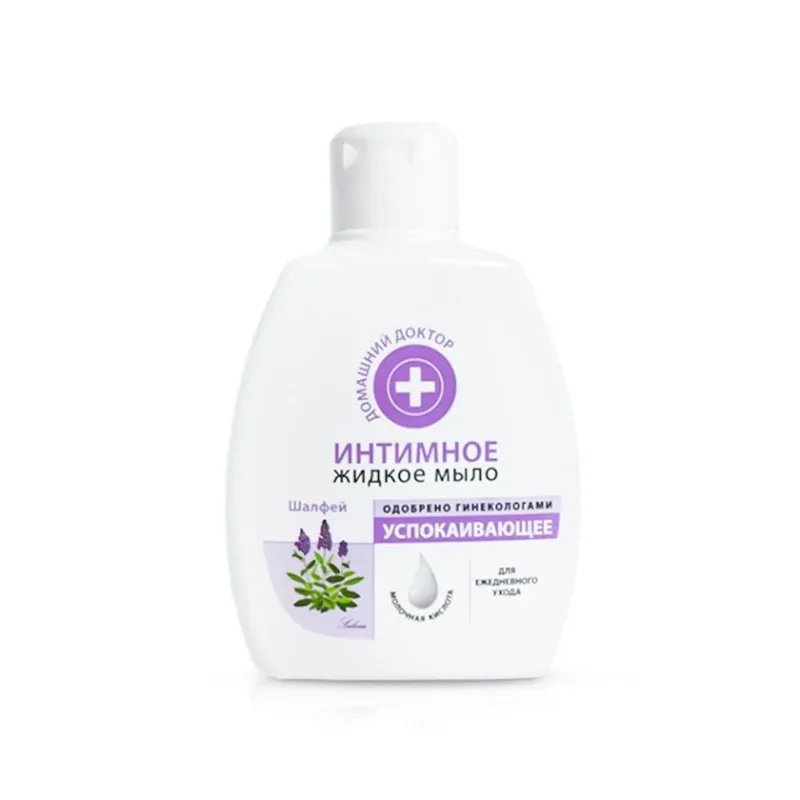 ДОМАШНИЙ ДОКТОР
ИНТИМНОЕ
ЖИДКОЕ МЫЛО
Шалфей
ОДОБРЕНО ГИНЕКОЛОГАМИ
УСПОКАИВАЮЩЕЕ
МОЛОЧНАЯ КИСЛОТА
ДЛЯ
ЕЖЕДНЕВНОГО
УХОДА